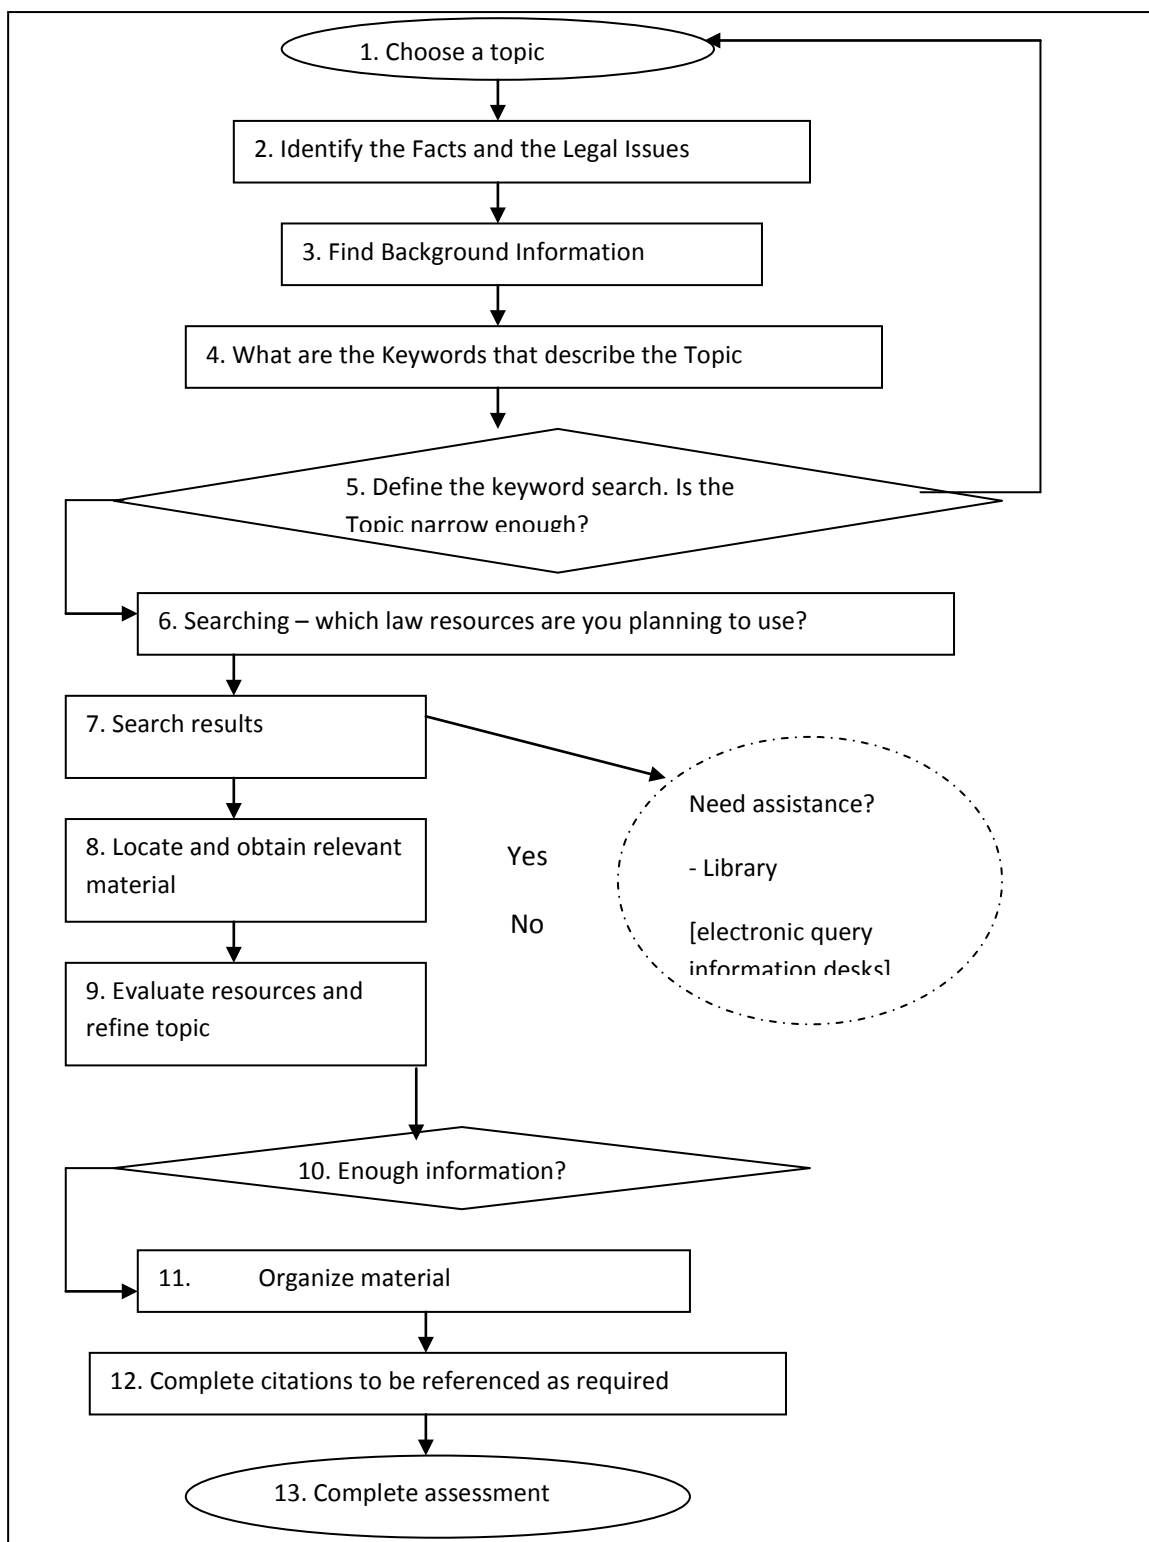 1. Choose a topic
2. Identify the Facts and the Legal Issues
3. Find Background Information
4. What are the Keywords that describe the Topic
5. Define the keyword search. Is the
Topic narrow enough?
6. Searching – which law resources are you planning to use?
7. Search results
Need assistance?
- Library
[electronic query
information desks]
8. Locate and obtain relevant
material
Yes
No
9. Evaluate resources and
refine topic
10. Enough information?
11. Organize material
12. Complete citations to be referenced as required
13. Complete assessment